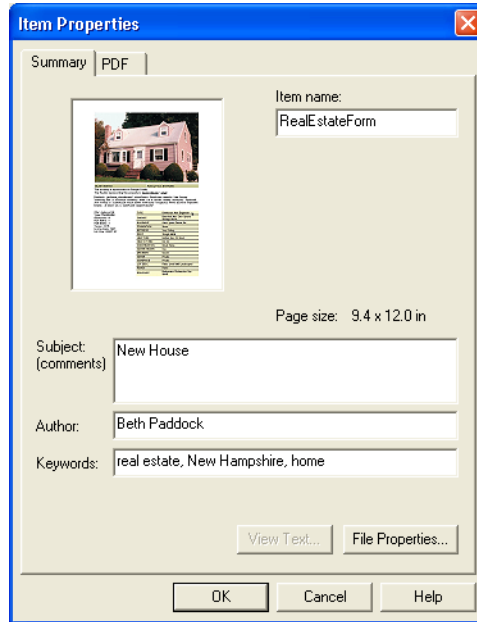 Item Properties
Summary
PDF
Item name:
RealEstateForm
Page size: 9.4 x 12.0 in
Subject:
(comments)
New House
Author:
Beth Paddock
Keywords:
real estate, New Hampshire, home
View Text...
File Properties...
OK
Cancel
Help